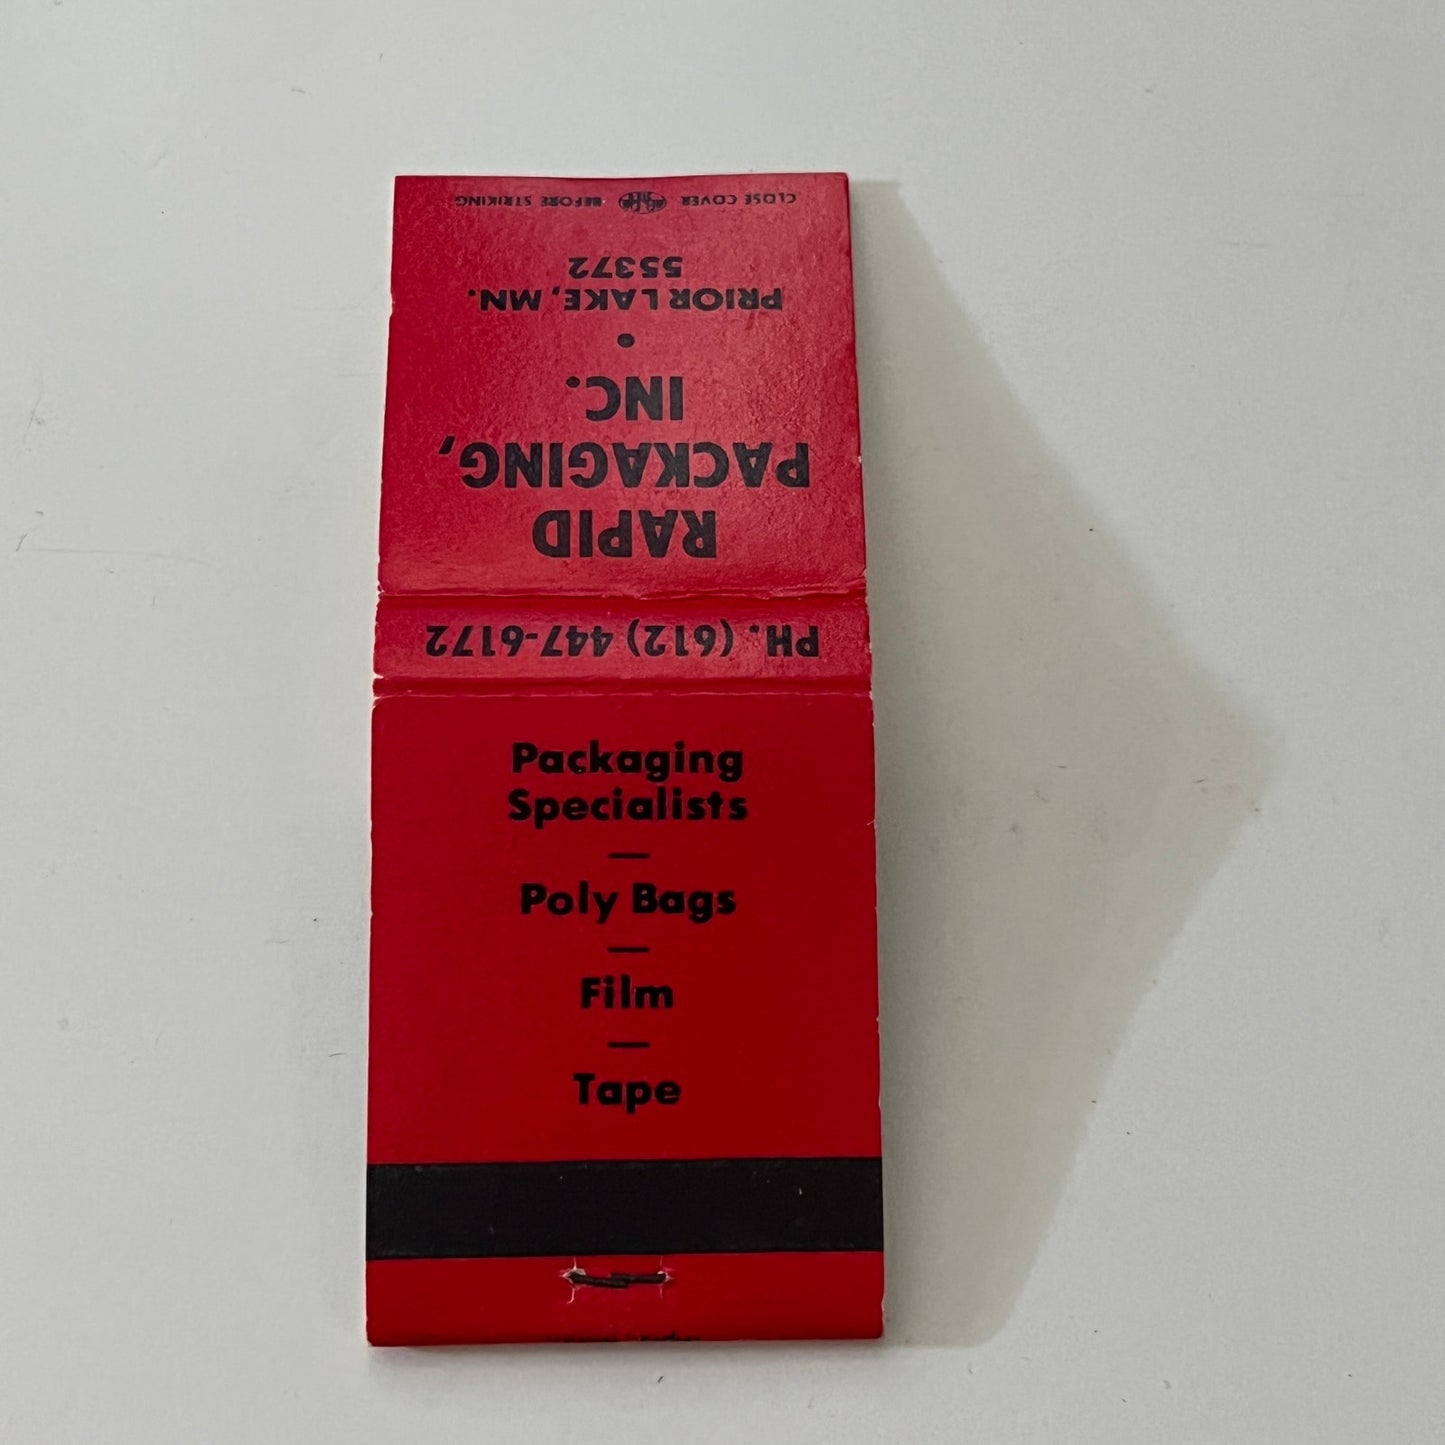 RAPID
PACKAGING,
INC.
•
PRIOR LAKE, MN.
55372
CLOSE COVER BEFORE STRIKING
PH. (612) 447-6172
Packaging
Specialists
—
Poly Bags
—
Film
—
Tape